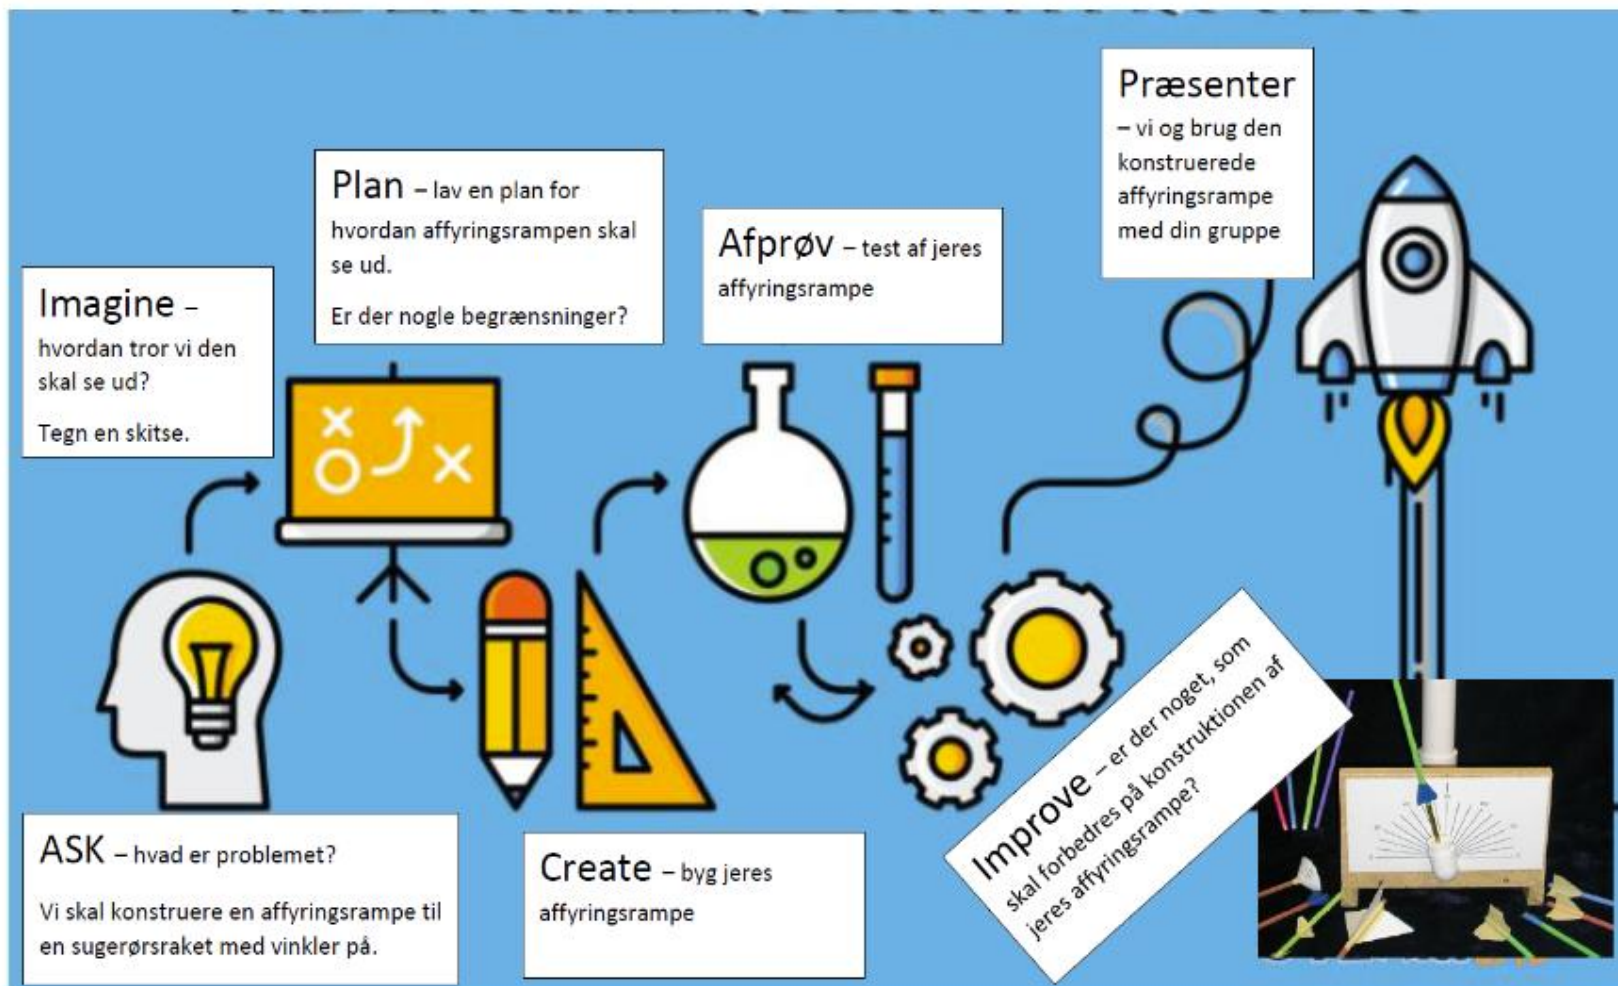 ASK – hvad er problemet?
Vi skal konstruere en affyringsrampe til
en sugerørsraket med vinkler på.
Imagine –
hvordan tror vi den
skal se ud?
Tegn en skitse.
Plan – lav en plan for
hvordan affyringsrampen skal
se ud.
Er der nogle begrænsninger?
Create – byg jeres
affyringsrampe
Afprøv – test af jeres
affyringsrampe
Improve – er der noget, som
skal forbedres på konstruktionen af
jeres affyringsrampe?
Præsenter
– vi og brug den
konstruerede
affyringsrampe
med din gruppe